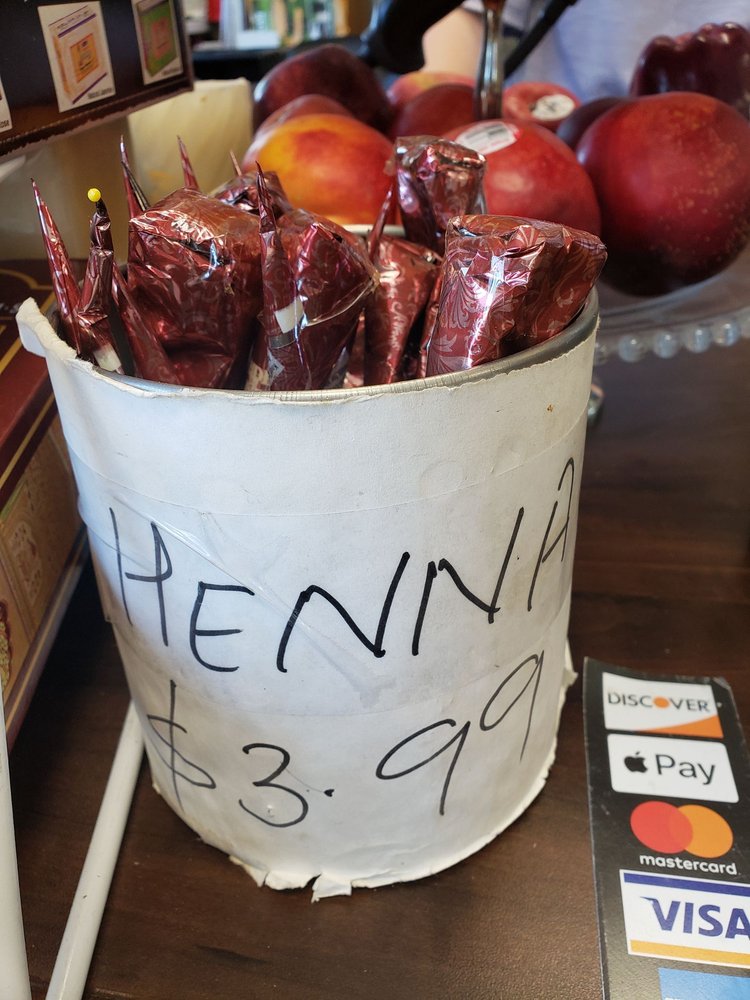 HENNA
$3.99
DISCOVER
Pay
mastercard
VISA